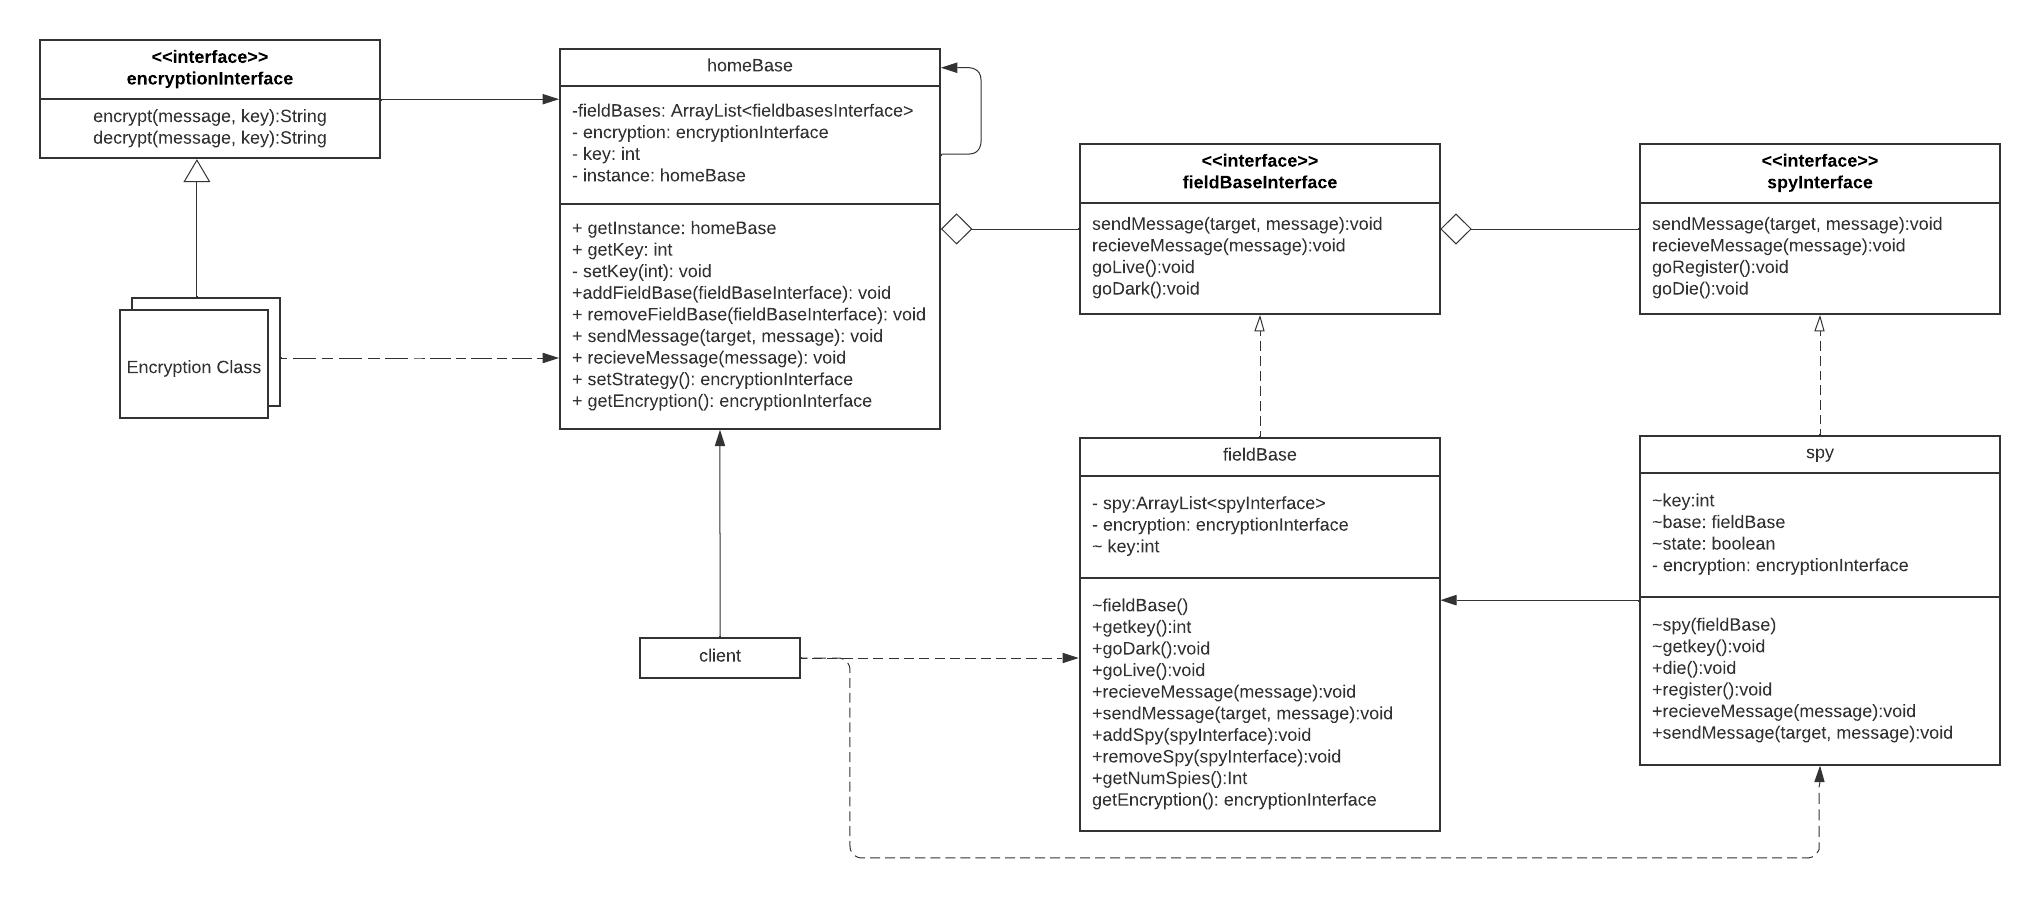 <<interface>>
encryptionInterface
encrypt(message, key):String
decrypt(message, key):String
Encryption Class
homeBase
-fieldBases: ArrayList<fieldbasesInterface>
- encryption: encryptionInterface
- key: int
- instance: homeBase
+ getInstance: homeBase
+ getKey: int
- setKey(int): void
+addFieldBase(fieldBaseInterface): void
+ removeFieldBase(fieldBaseInterface): void
+ sendMessage(target, message): void
+ recieveMessage(message): void
+ setStrategy(): encryptionInterface
+ getEncryption(): encryptionInterface
client
<<interface>>
fieldBaseInterface
sendMessage(target, message):void
recieveMessage(message):void
goLive():void
goDark():void
fieldBase
- spy:ArrayList<spyInterface>
- encryption: encryptionInterface
~ key:int
~fieldBase()
+getkey():int
+goDark():void
+goLive():void
+recieveMessage(message):void
+sendMessage(target, message):void
+addSpy(spyInterface):void
+removeSpy(spyInterface):void
+getNumSpies():Int
getEncryption(): encryptionInterface
<<interface>>
spyInterface
sendMessage(target, message):void
recieveMessage(message):void
goRegister():void
goDie():void
spy
~key:int
~base: fieldBase
~state: boolean
- encryption: encryptionInterface
~spy(fieldBase)
~getkey():void
+die():void
+register():void
+recieveMessage(message):void
+sendMessage(target, message):void